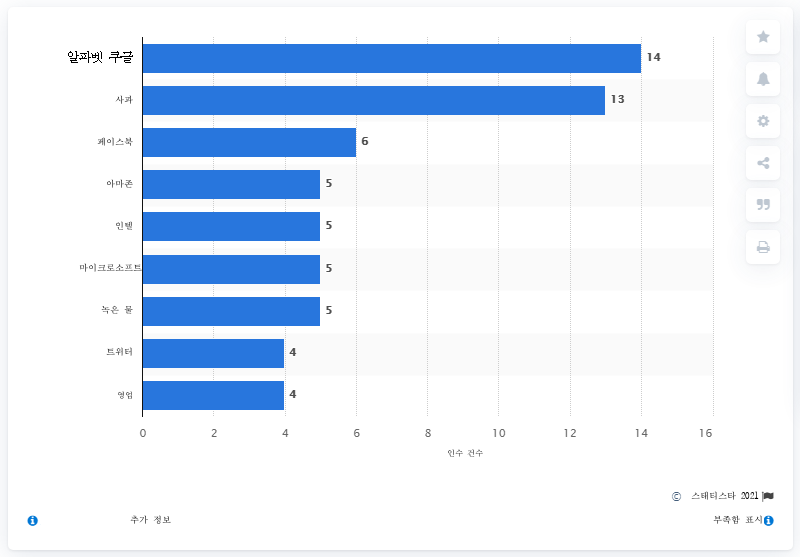 알파벳 쿠글 14
사과 13
페이스북 6
아마존 5
인텔 5
마이크로소프트 5
녹은 물 5
트위터 4
영업 4
0 2 4 6 8 10 12 14 16
인수 건수
© 스태티스타 2021
추가 정보 부족함 표시